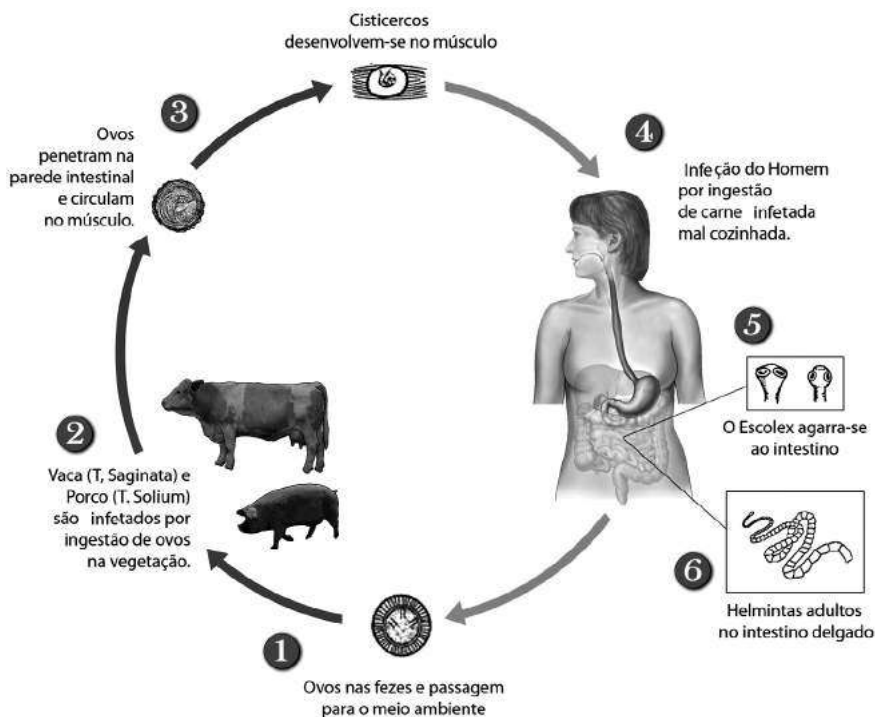 Cisticercos
desenvolvem-se no músculo
3
Ovos
penetram na
parede intestinal
e circulam
no músculo.
4
Infeção do Homem
por ingestão
de carne infetada
mal cozinhada.
5
O Escolex agarra-se
ao intestino
2
Vaca (T, Saginata) e
Porco (T. Solium)
são infetados por
ingestão de ovos
na vegetação.
6
Helmintas adultos
no intestino delgado
1
Ovos nas fezes e passagem
para o meio ambiente